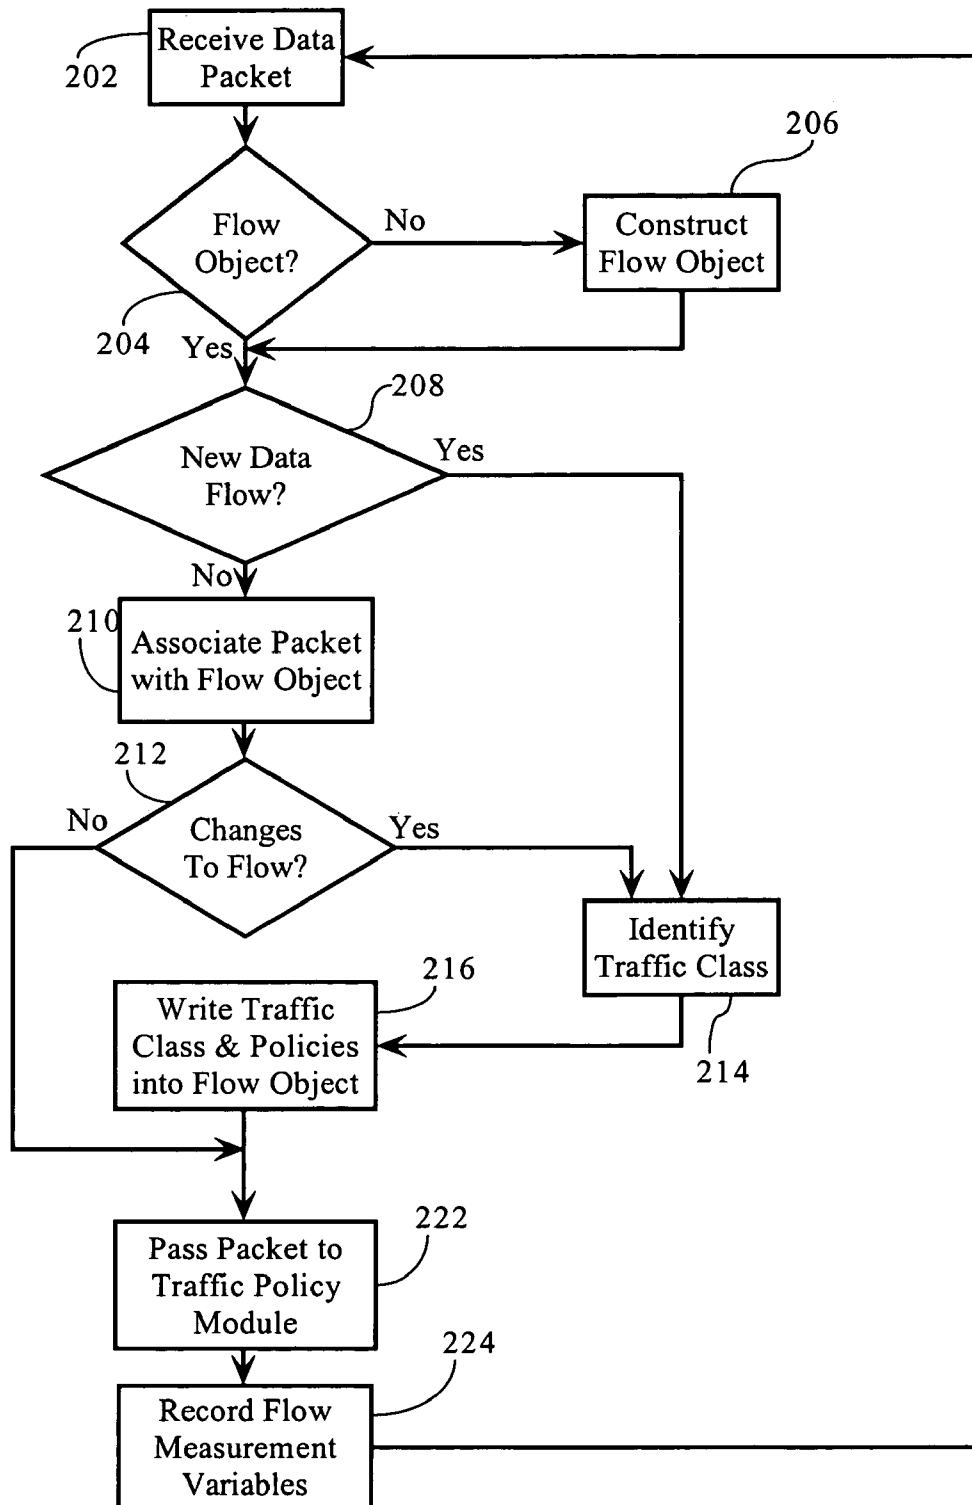 Receive Data
Packet
202
206
Flow
Object?
No
Construct
Flow Object
204
Yes
208
New Data
Flow?
Yes
No
210
Associate Packet
with Flow Object
212
No
Changes
To Flow?
Yes
Identify
Traffic Class
216
Write Traffic
Class & Policies
into Flow Object
214
222
Pass Packet to
Traffic Policy
Module
224
Record Flow
Measurement
Variables